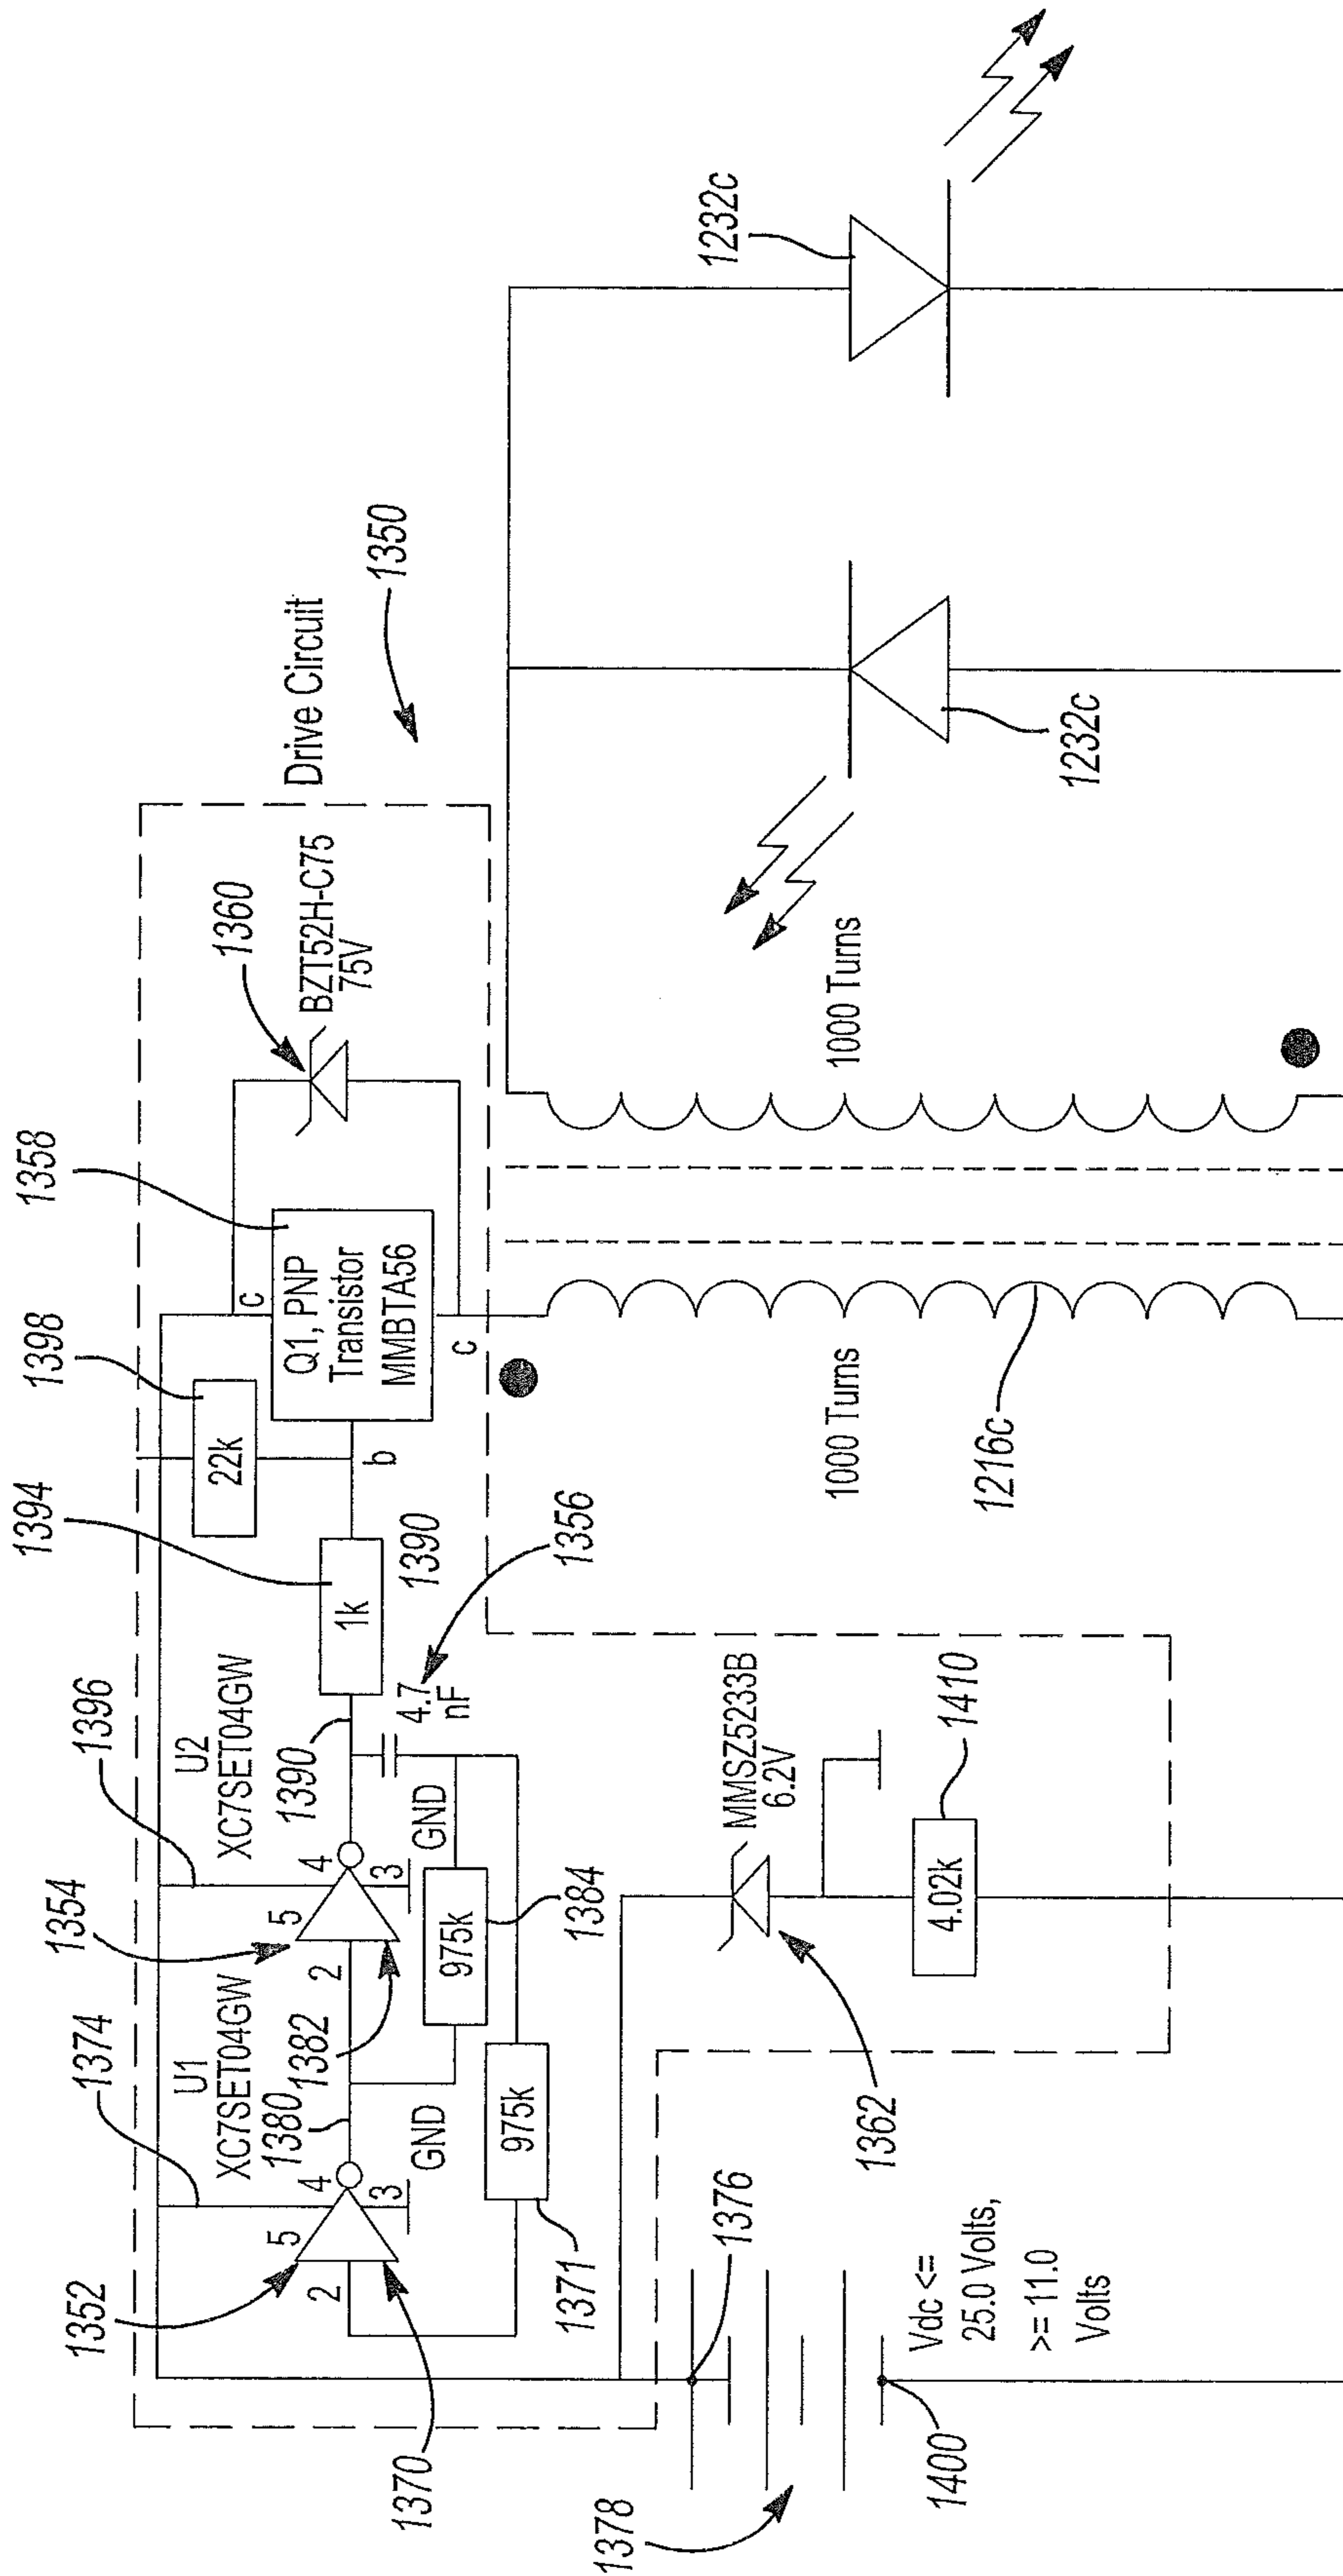 Drive Circuit
1350
1352
1374
1354
1396
1394
1398
1358
1360
U1
XC7SET04GW
U2
XC7SET04GW
5
4
2
3
GND
1380
1382
5
4
2
3
GND
1390
1k
1390
22k
b
c
c
Q1, PNP
Transistor
MMBTA56
BZT52H-C75
75V
4.7
nF
1356
975k
1384
975k
1371
1370
1376
1378
1400
Vdc <=
25.0 Volts,
>= 11.0
Volts
MMSZ5233B
6.2V
1362
4.02k
1410
1000 Turns
1216c
1000 Turns
1232c
1232c